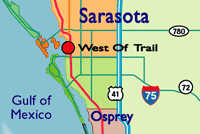 Sarasota
780
West Of Trail
41
75
72
Gulf of
Mexico
Osprey